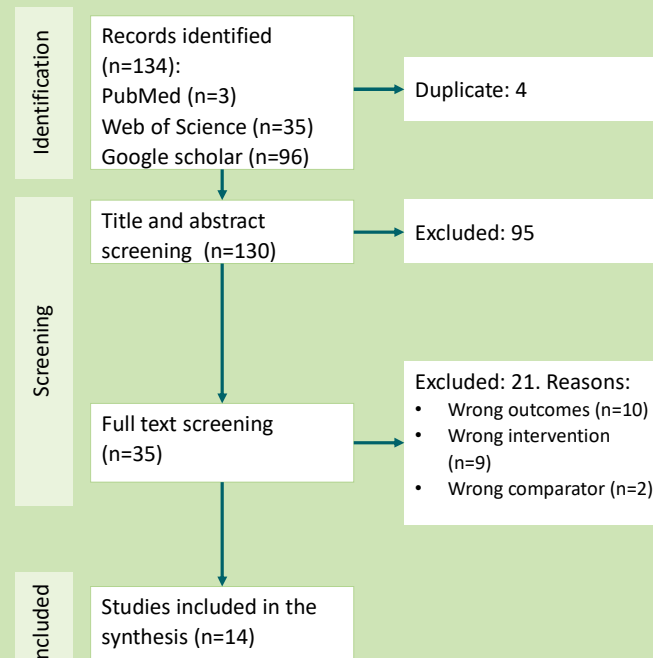 Identification
Records identified
(n=134):
PubMed (n=3)
Web of Science (n=35)
Google scholar (n=96)
Duplicate: 4
Screening
Title and abstract
screening (n=130)
Excluded: 95
Full text screening
(n=35)
Excluded: 21. Reasons:
• Wrong outcomes (n=10)
• Wrong intervention
(n=9)
• Wrong comparator (n=2)
ncluded
Studies included in the
synthesis (n=14)